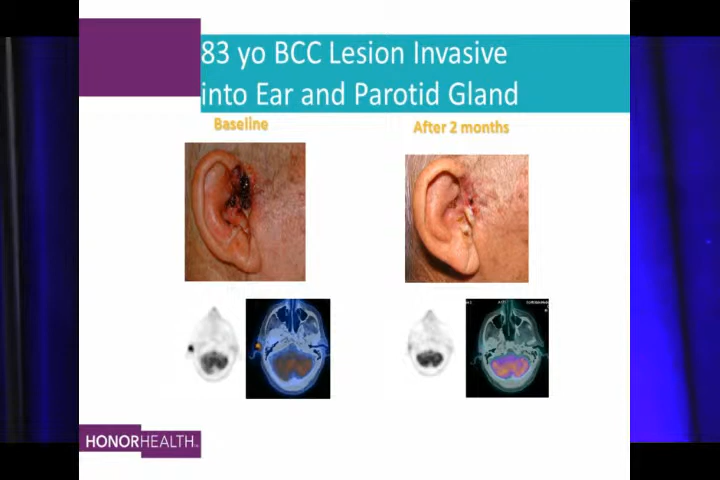 83 yo BCC Lesion Invasive
into Ear and Parotid Gland
Baseline
After 2 months
HONORHEALTH